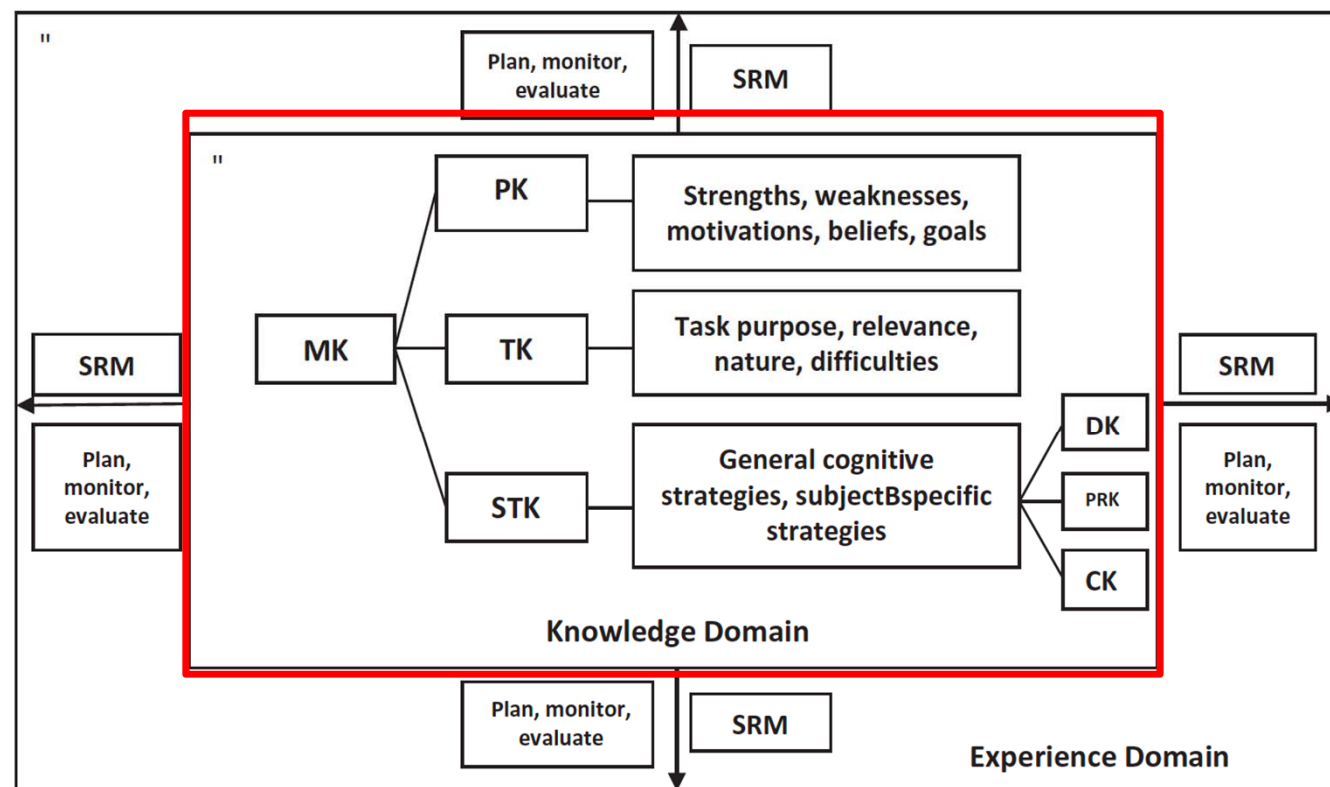 "
Plan, monitor,
evaluate
SRM
"
PK
Strengths, weaknesses,
motivations, beliefs, goals
MK
TK
Task purpose, relevance,
nature, difficulties
SRM
Plan,
monitor,
evaluate
SRM
Plan,
monitor,
evaluate
STK
General cognitive
strategies, subjectBspecific
strategies
DK
PRK
CK
Knowledge Domain
Plan, monitor,
evaluate
SRM
Experience Domain